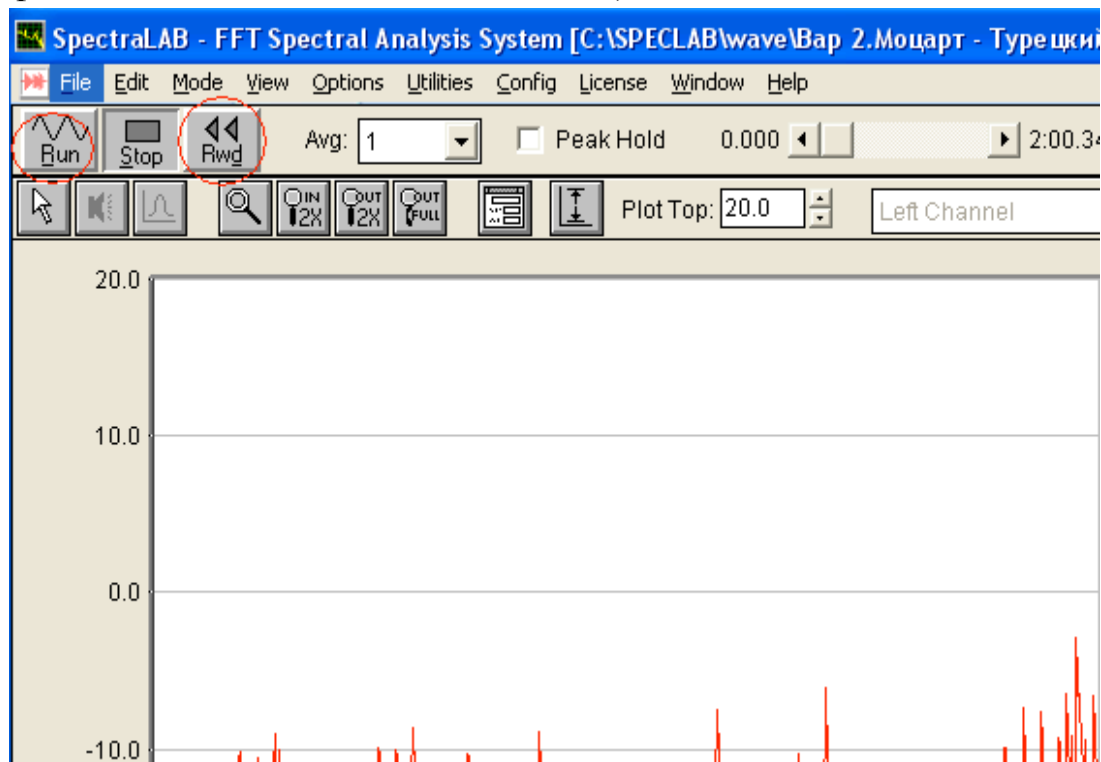 SpectraLAB - FFT Spectral Analysis System [C:\SPECLAB\wave\Вар 2.Моцарт - Турецкий
File Edit Mode View Options Utilities Config License Window Help
Run Stop Rwd Avg: 1 Peak Hold 0.000 2:00.34
IN 2X OUT 2X OUT FULL Plot Top: 20.0 Left Channel
20.0
10.0
0.0
-10.0